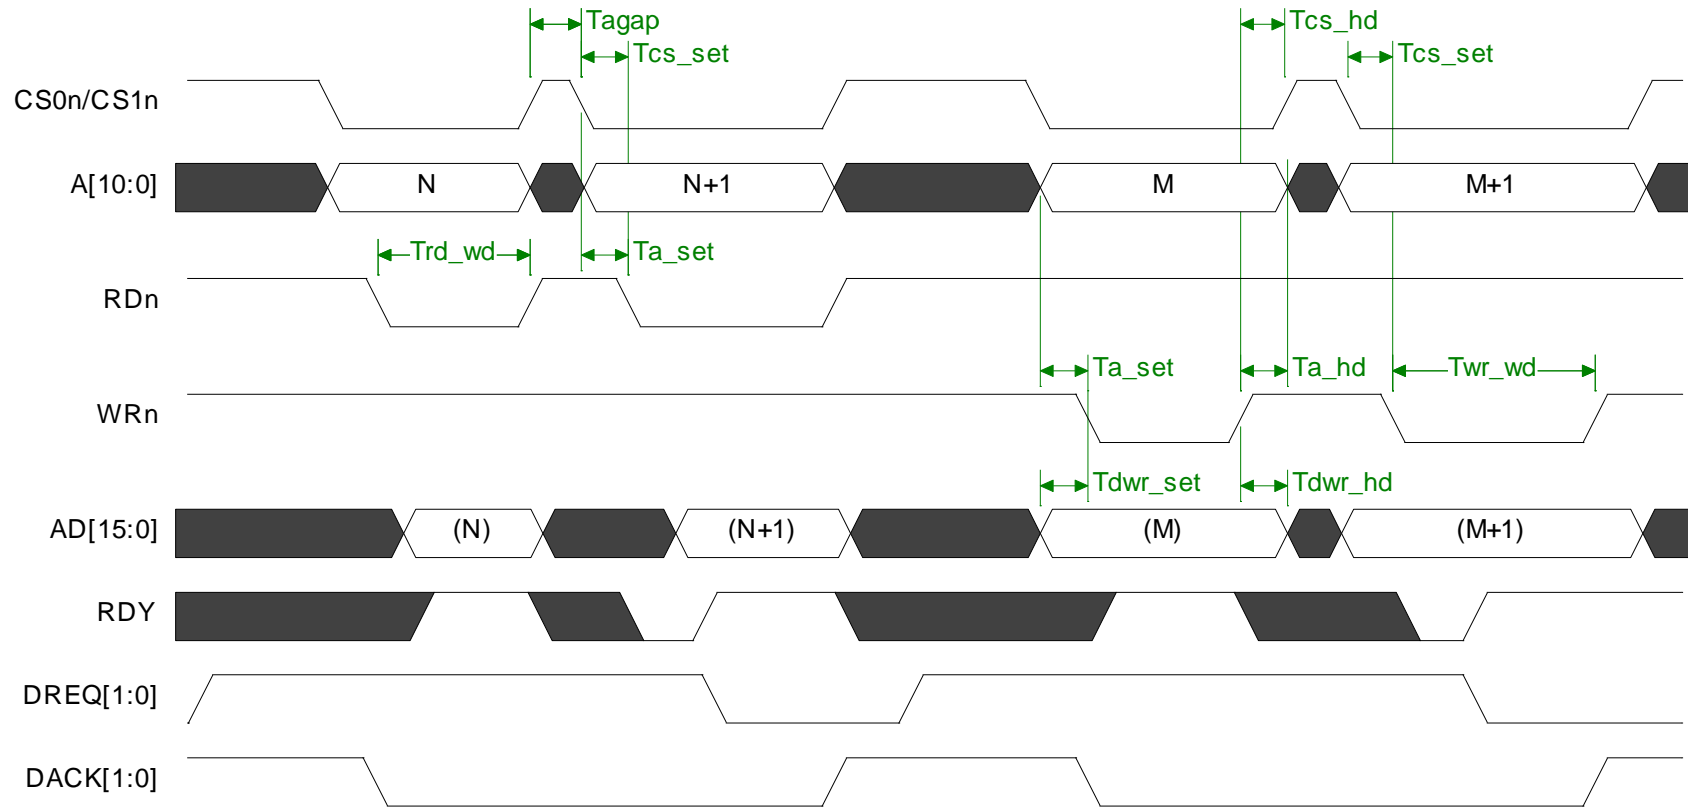 Tagap
Tcs_hd
Tcs_set
Tcs_set
CS0n/CS1n
A[10:0]
N
N+1
M
M+1
Trd_wd
Ta_set
RDn
Ta_set
Ta_hd
Twr_wd
WRn
Tdwr_set
Tdwr_hd
AD[15:0]
(N)
(N+1)
(M)
(M+1)
RDY
DREQ[1:0]
DACK[1:0]